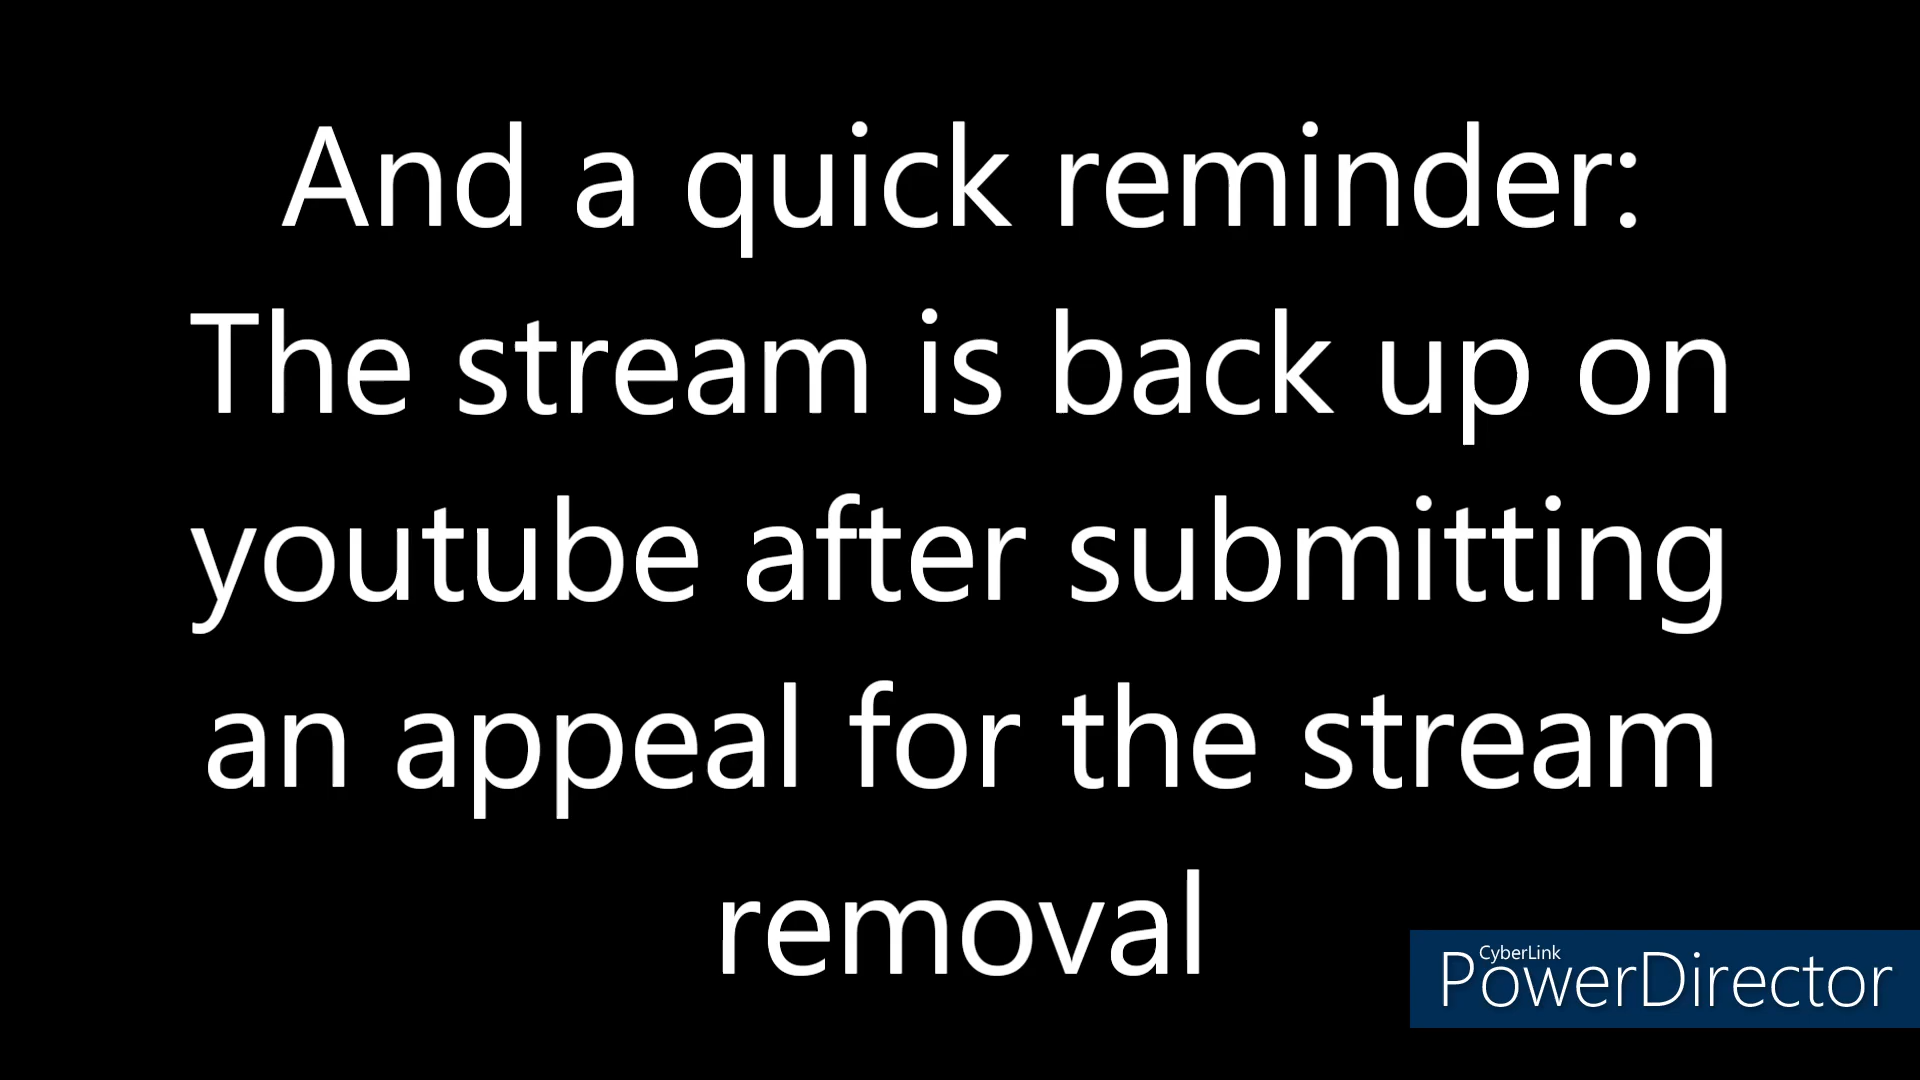 And a quick reminder:
The stream is back up on
youtube after submitting
an appeal for the stream
removal
CyberLink
PowerDirector